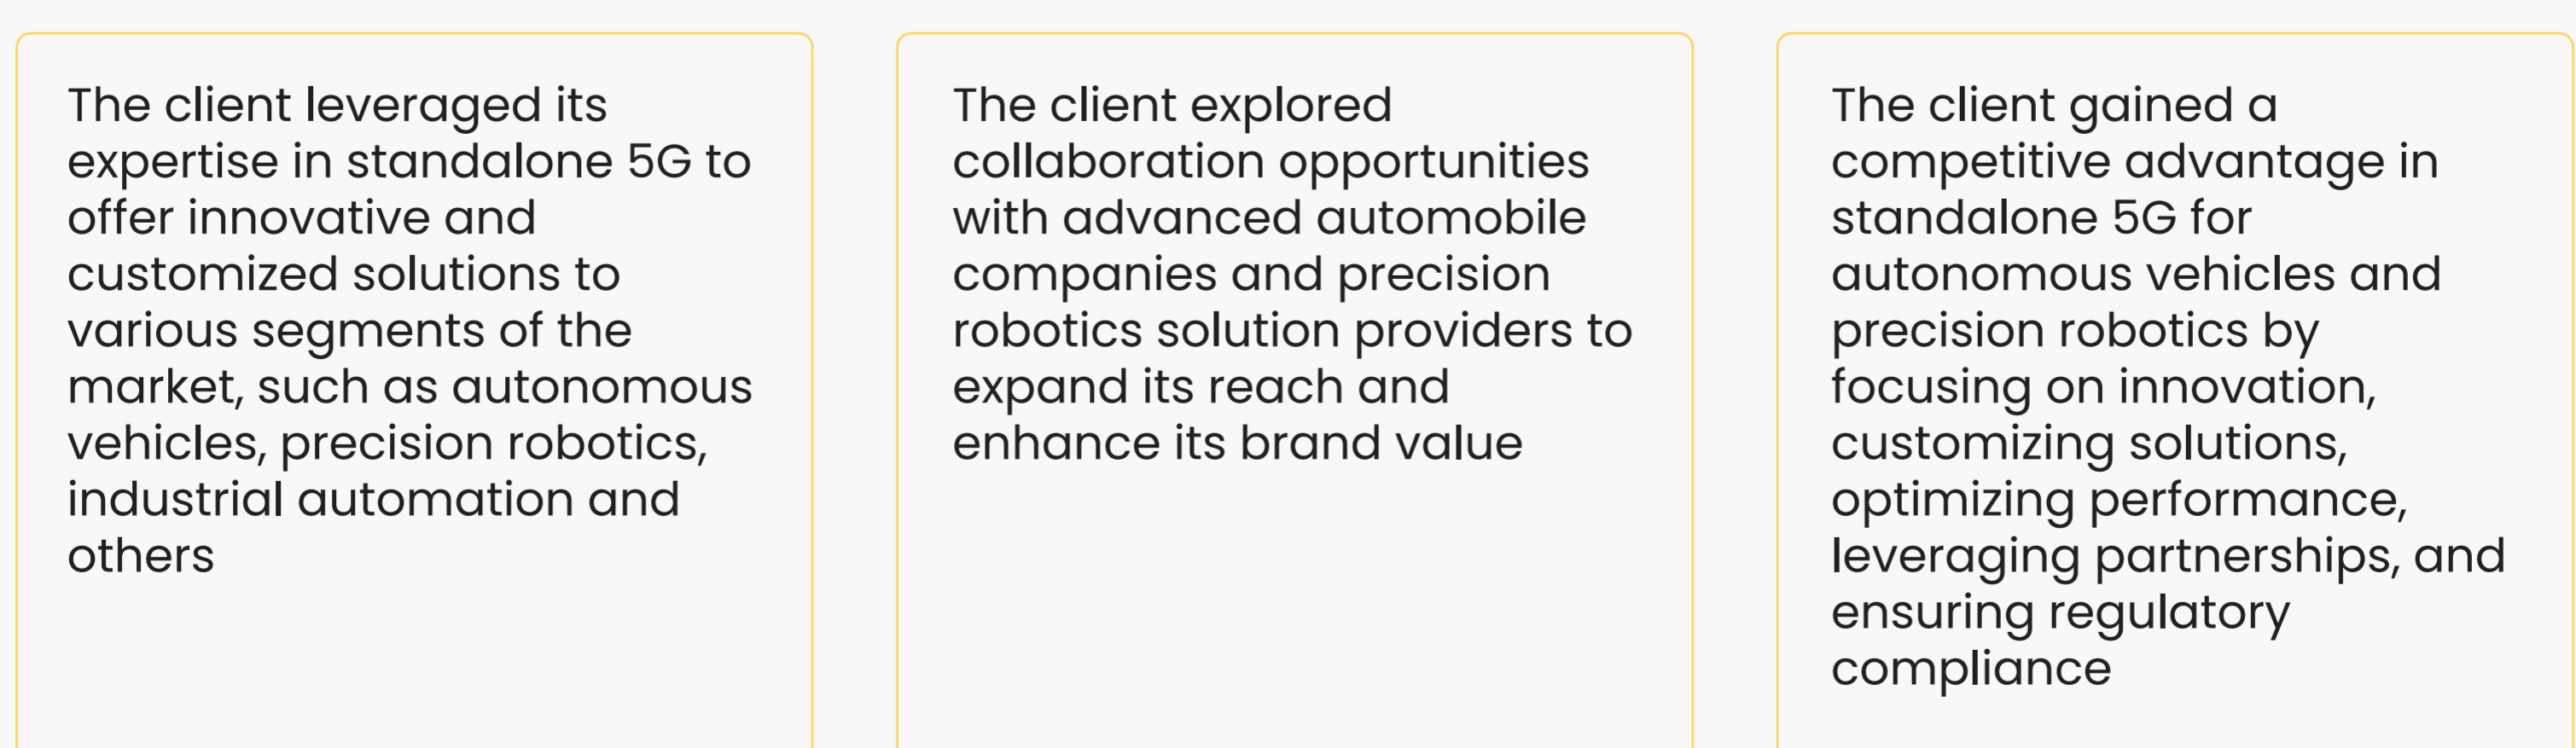 The client leveraged its
expertise in standalone 5G to
offer innovative and
customized solutions to
various segments of the
market, such as autonomous
vehicles, precision robotics,
industrial automation and
others
The client explored
collaboration opportunities
with advanced automobile
companies and precision
robotics solution providers to
expand its reach and
enhance its brand value
The client gained a
competitive advantage in
standalone 5G for
autonomous vehicles and
precision robotics by
focusing on innovation,
customizing solutions,
optimizing performance,
leveraging partnerships, and
ensuring regulatory
compliance